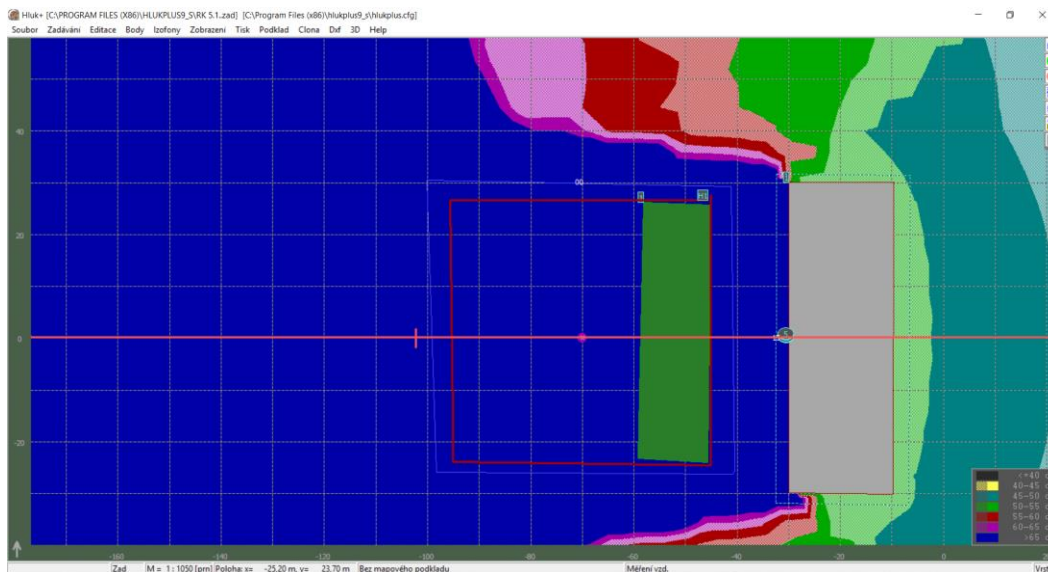 Hluk+ [C:\PROGRAM FILES (X86)\HLUKPLUS9_S\RK 5.1..zad] [C:\Program Files (x86)\hlukplus9_s\hlukplus.cfg]
Soubor Zadávání Editace Body Izofony Zobrazení Tisk Podklad Clona Dxf 3D Help
40
20
0
-20
<=40
40-45
45-50
50-55
55-60
60-65
>65
-160 -140 -120 -100 -80 -60 -40 -20 0
Zad M = 1: 1050 [prn] Poloha: x= -25.20 m, y= 23.70 m Bez mapového podkladu Měření vzd.